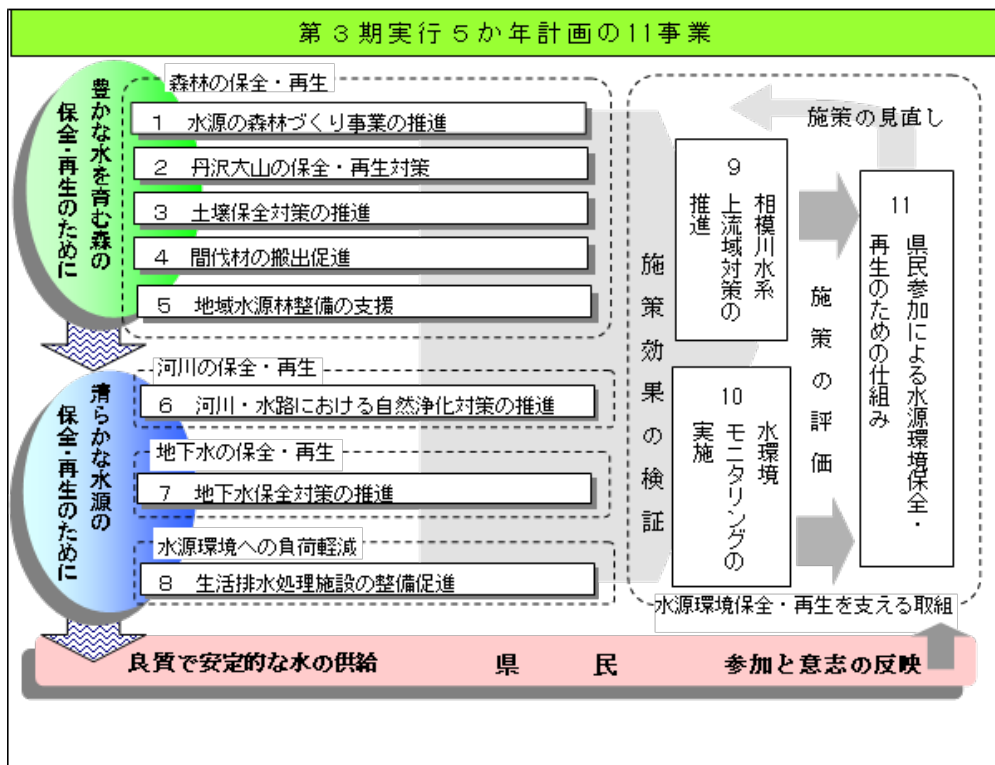 第3期実行5か年計画の11事業
豊かな水を育む森の
保全・再生のために
森林の保全・再生
1 水源の森林づくり事業の推進
2 丹沢大山の保全・再生対策
3 土壌保全対策の推進
4 間伐材の搬出促進
5 地域水源林整備の支援
清らかな水源の
保全・再生のために
河川の保全・再生
6 河川・水路における自然浄化対策の推進
地下水の保全・再生
7 地下水保全対策の推進
水源環境への負荷軽減
8 生活排水処理施設の整備促進
施策効果の検証
9 相模川水系
上流域対策の
推進
10 水環境
モニタリングの
実施
施策の評価
施策の見直し
11 県民参加による水源環境保全・
再生のための仕組み
水源環境保全・再生を支える取組
良質で安定的な水の供給 県民 参加と意志の反映